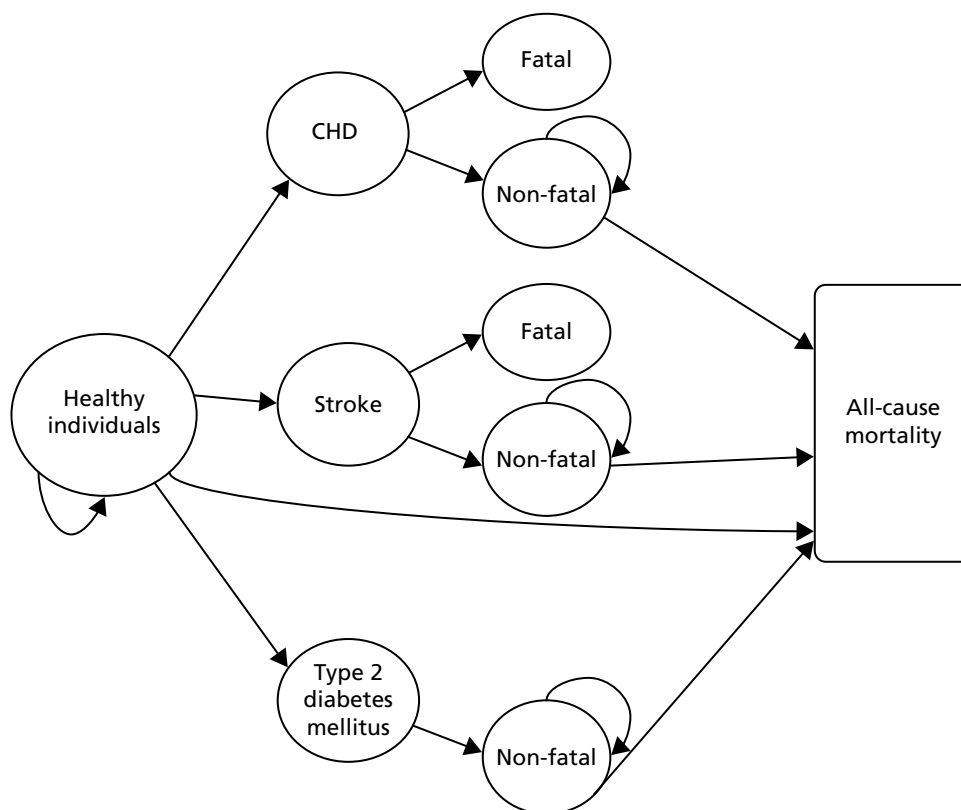 Fatal
CHD
Non-fatal
Fatal
Healthy
individuals
Stroke
Non-fatal
All-cause
mortality
Type 2
diabetes
mellitus
Non-fatal